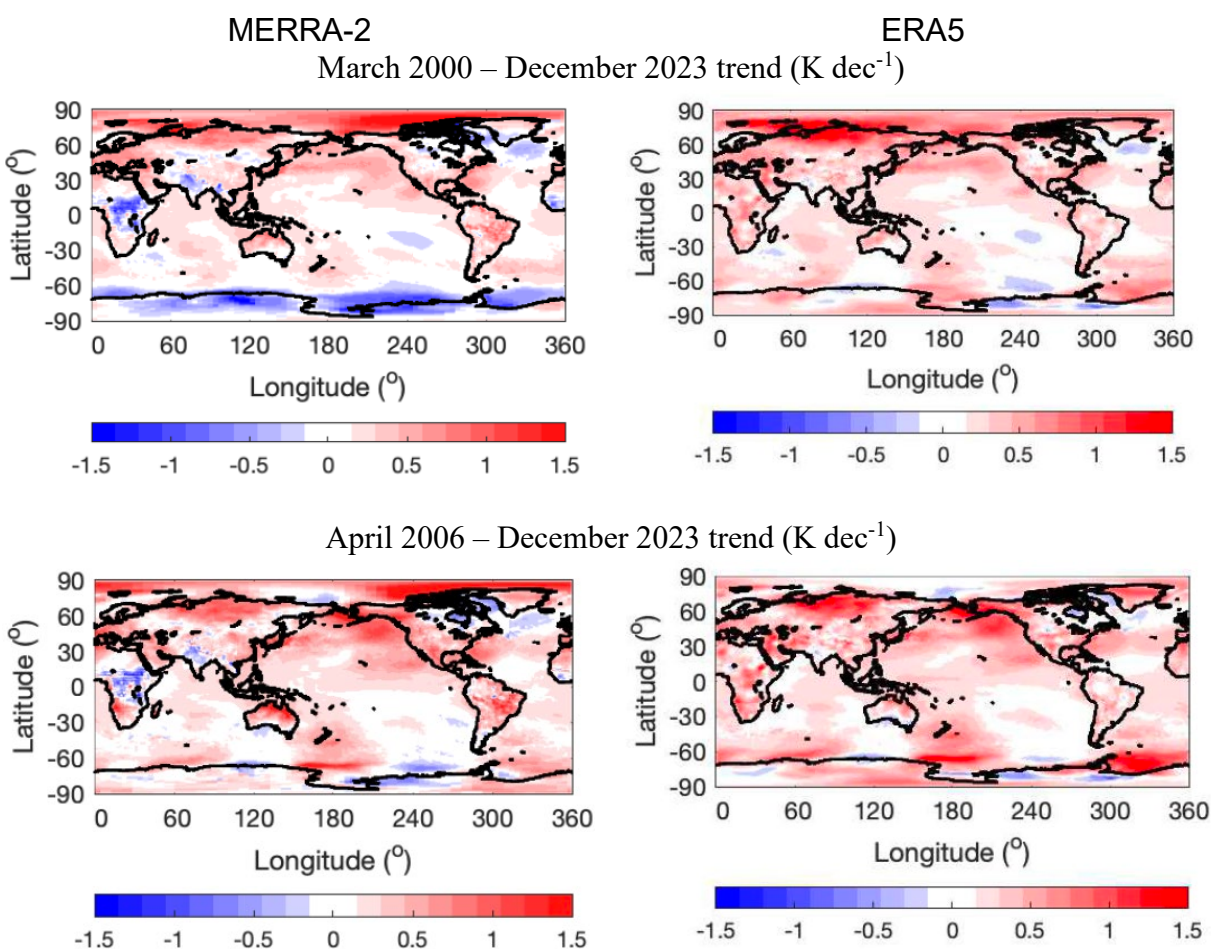 MERRA-2 ERA5
March 2000 – December 2023 trend (K dec-1)
90
60
30
0
-30
-60
-90
Latitude (o)
0 60 120 180 240 300 360
Longitude (o)
-1.5 -1 -0.5 0 0.5 1 1.5
90
60
30
0
-30
-60
-90
Latitude (o)
0 60 120 180 240 300 360
Longitude (o)
-1.5 -1 -0.5 0 0.5 1 1.5
April 2006 – December 2023 trend (K dec-1)
90
60
30
0
-30
-60
-90
Latitude (o)
0 60 120 180 240 300 360
Longitude (o)
-1.5 -1 -0.5 0 0.5 1 1.5
90
60
30
0
-30
-60
-90
Latitude (o)
0 60 120 180 240 300 360
Longitude (o)
-1.5 -1 -0.5 0 0.5 1 1.5